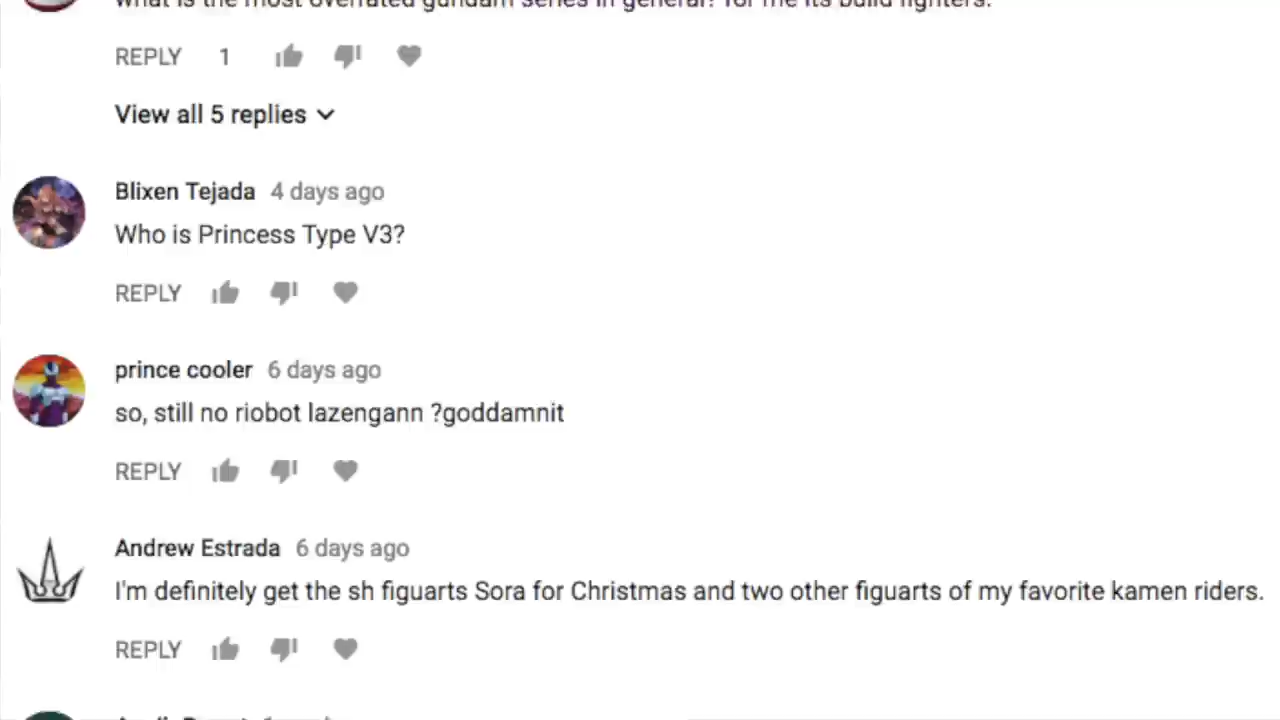 what is the most overrated gundam series in general? for me its build fighters.
REPLY 1
View all 5 replies
Blixen Tejada 4 days ago
Who is Princess Type V3?
REPLY
prince cooler 6 days ago
so, still no riobot lazengann ?goddamnit
REPLY
Andrew Estrada 6 days ago
I'm definitely get the sh figuarts Sora for Christmas and two other figuarts of my favorite kamen riders.
REPLY